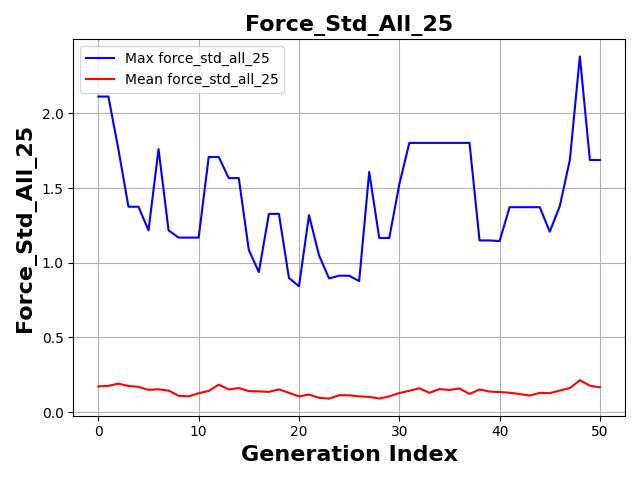 Force_Std_All_25
Max force_std_all_25
Mean force_std_all_25
Force_Std_All_25
2.0
1.5
1.0
0.5
0.0
0 10 20 30 40 50
Generation Index